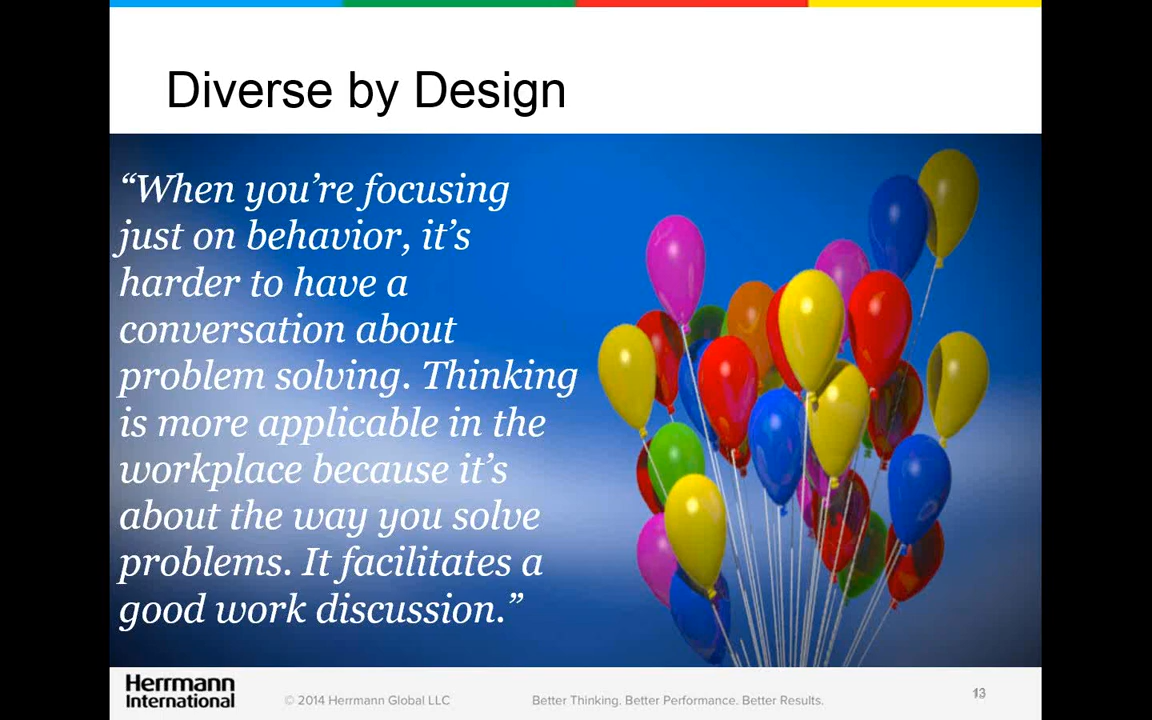 Diverse by Design
“When you’re focusing
just on behavior, it’s
harder to have a
conversation about
problem solving. Thinking
is more applicable in the
workplace because it’s
about the way you solve
problems. It facilitates a
good work discussion.”
Herrmann
International
© 2014 Herrmann Global LLC
Better Thinking. Better Performance. Better Results.
13